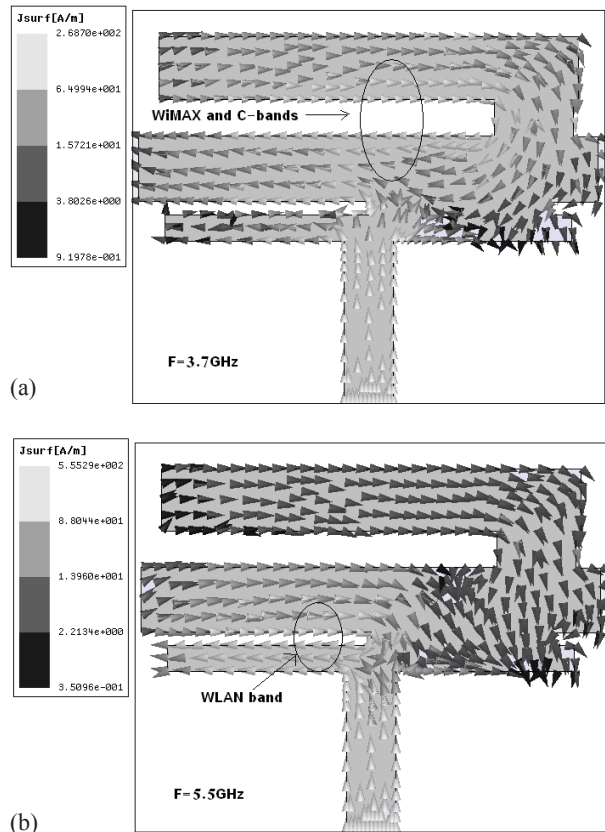 Jsurf[A/m]
2.6870e+002
6.4994e+001
1.5721e+001
3.8026e+000
9.1978e-001
WiMAX and C-bands
F=3.7GHz
(a)
Jsurf[A/m]
5.5529e+002
8.8044e+001
1.3960e+001
2.2134e+000
3.5096e-001
WLAN band
F=5.5GHz
(b)